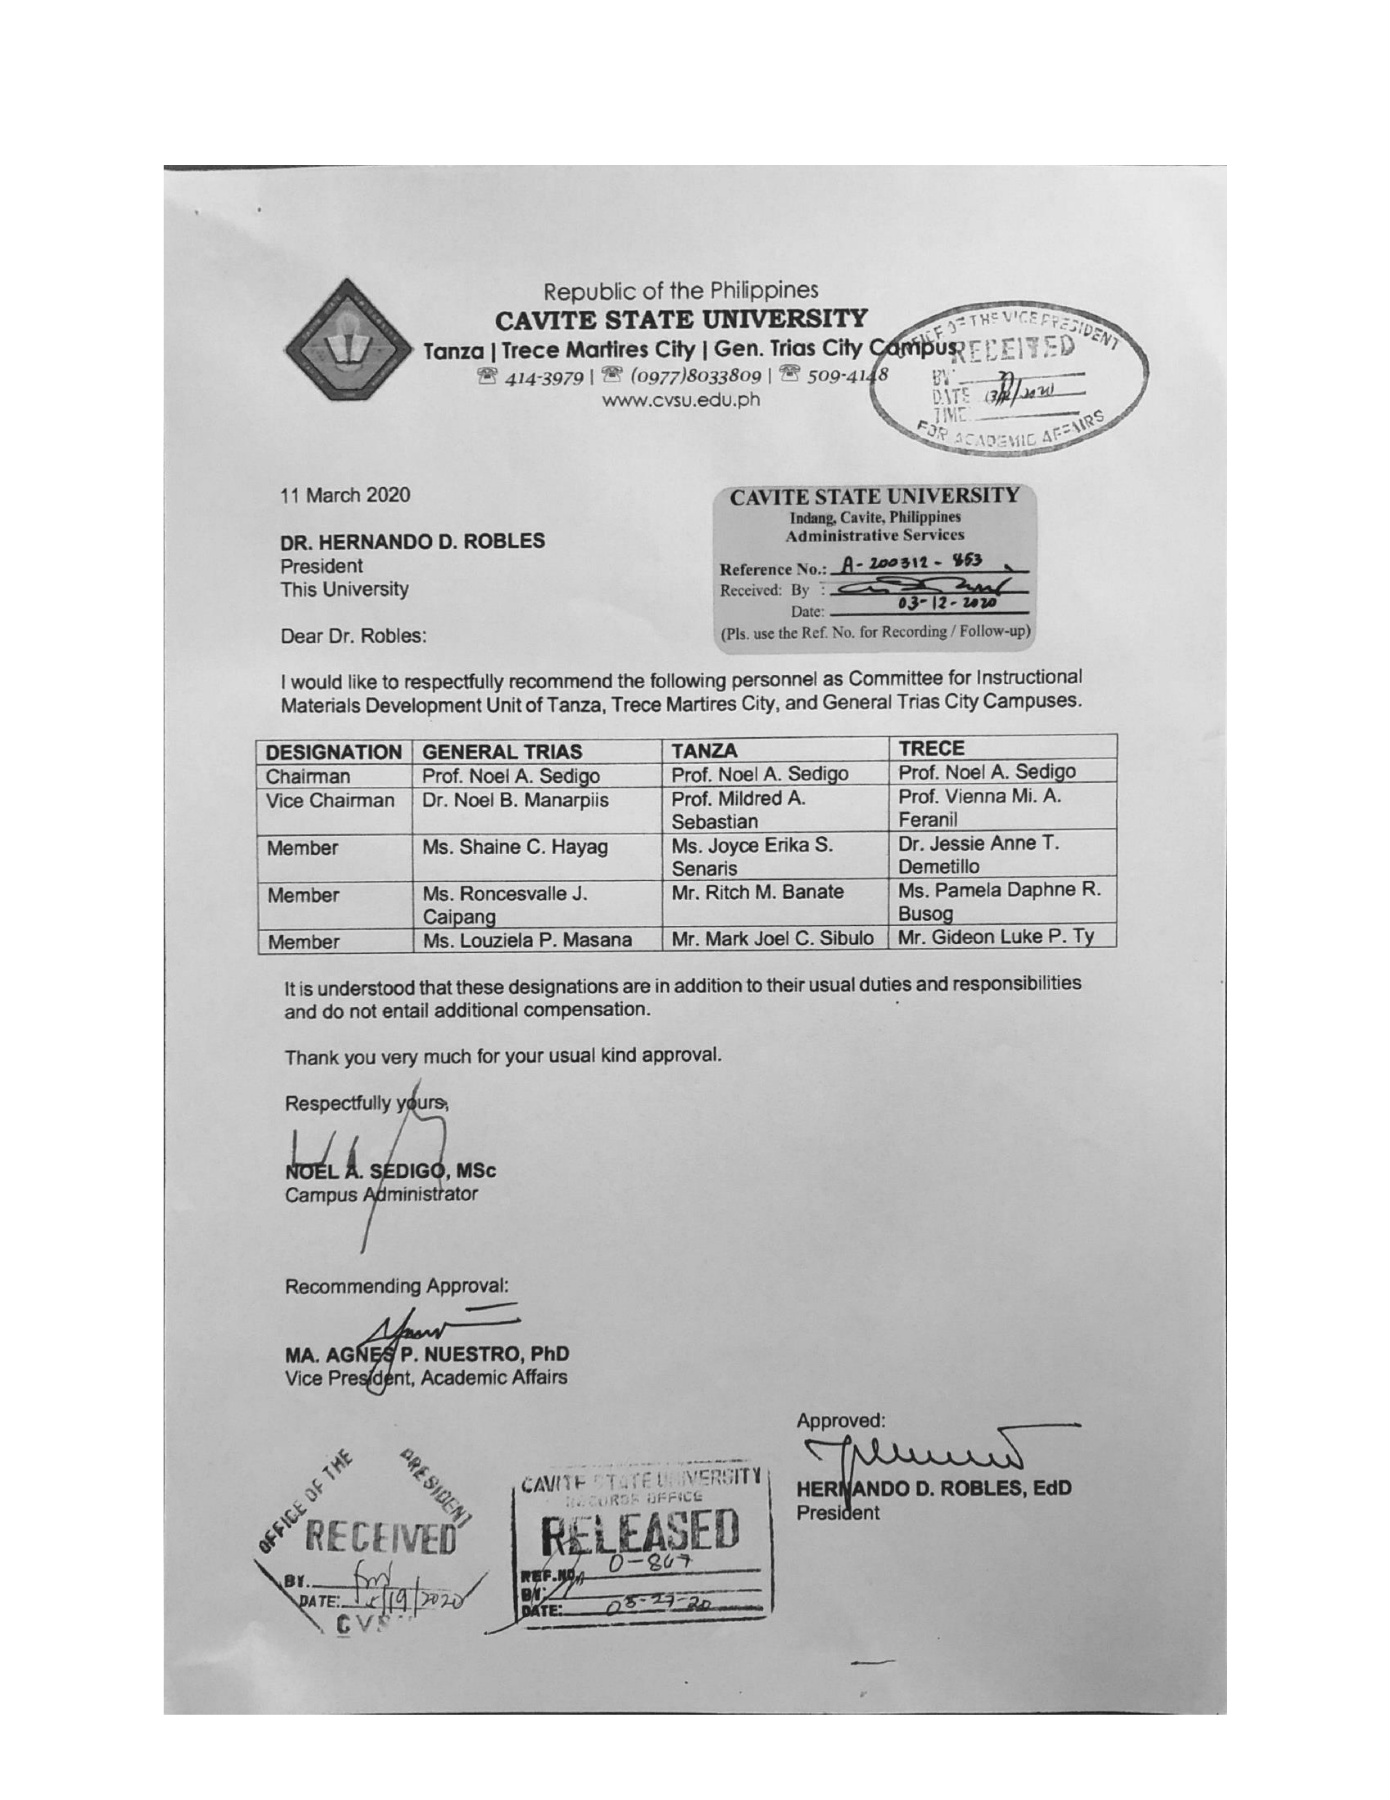 Republic of the Philippines
CAVITE STATE UNIVERSITY
Tanza | Trece Martires City | Gen. Trias City Campus
☎ 414-3979 | ☎ (0977)8033809 | ☎ 509-4148
www.cvsu.edu.ph
OFFICE OF THE VICE PRESIDENT
RECEIVED
BY:
DATE 2020
TIME
FOR ACADEMIC AFFAIRS
11 March 2020
CAVITE STATE UNIVERSITY
Indang, Cavite, Philippines
Administrative Services
Reference No.: A-200312-853
Received: By :
Date: 03-12-2020
(Pls. use the Ref. No. for Recording / Follow-up)
DR. HERNANDO D. ROBLES
President
This University
Dear Dr. Robles:
I would like to respectfully recommend the following personnel as Committee for Instructional
Materials Development Unit of Tanza, Trece Martires City, and General Trias City Campuses.
DESIGNATION GENERAL TRIAS TANZA TRECE
Chairman Prof. Noel A. Sedigo Prof. Noel A. Sedigo Prof. Noel A. Sedigo
Vice Chairman Dr. Noel B. Manarpiis Prof. Mildred A. Prof. Vienna Mi. A.
Sebastian Feranil
Member Ms. Shaine C. Hayag Ms. Joyce Erika S. Dr. Jessie Anne T.
Senaris Demetillo
Member Ms. Roncesvalle J. Mr. Ritch M. Banate Ms. Pamela Daphne R.
Caipang Busog
Member Ms. Louziela P. Masana Mr. Mark Joel C. Sibulo Mr. Gideon Luke P. Ty
It is understood that these designations are in addition to their usual duties and responsibilities
and do not entail additional compensation.
Thank you very much for your usual kind approval.
Respectfully yours,
NOEL A. SEDIGO, MSc
Campus Administrator
Recommending Approval:
MA. AGNES P. NUESTRO, PhD
Vice President, Academic Affairs
Approved:
HERNANDO D. ROBLES, EdD
President
OFFICE OF THE PRESIDENT
RECEIVED
BY.
DATE: /19/2020
CVS
CAVITE STATE UNIVERSITY
RECORDS OFFICE
RELEASED
REF.NO. 0-867
BY:
DATE: 05-27-20